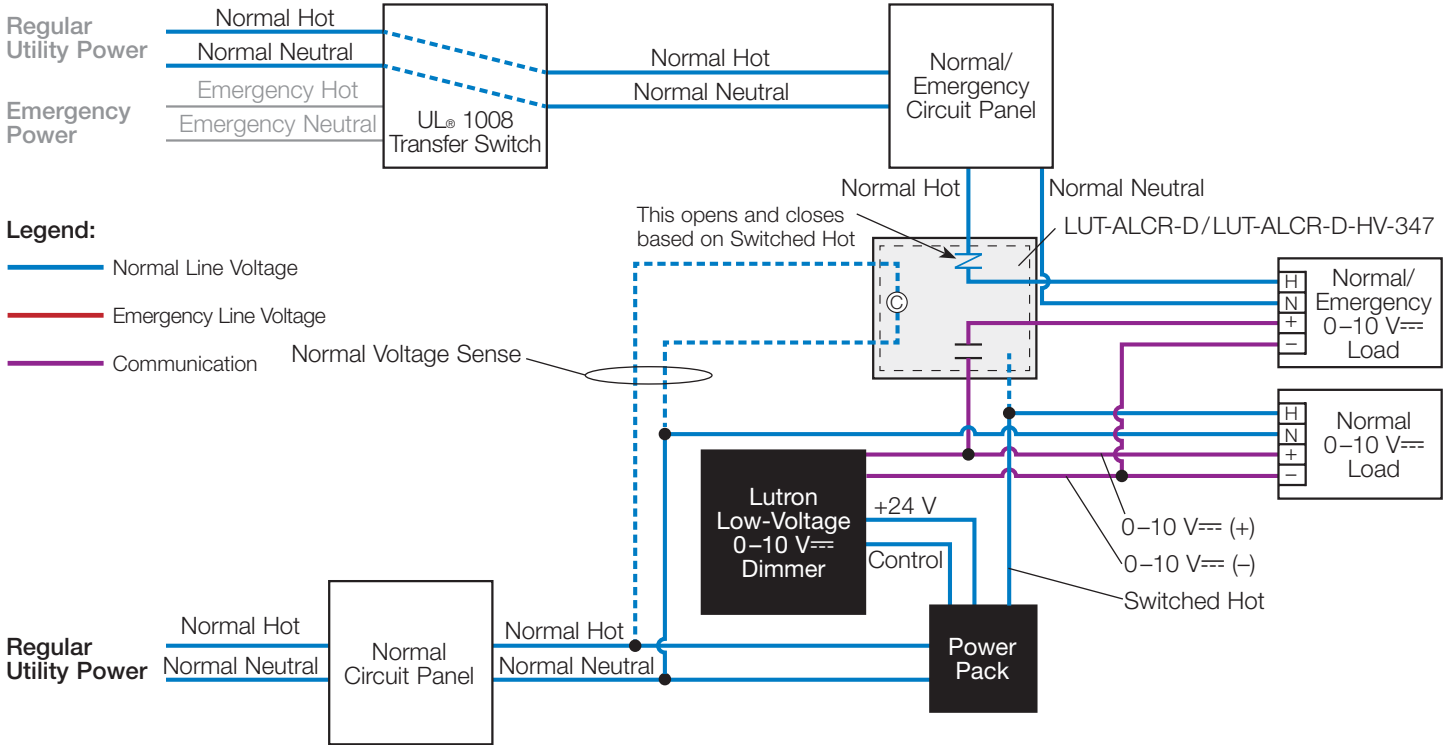 Regular
Utility Power
Normal Hot
Normal Neutral
Emergency
Power
Emergency Hot
Emergency Neutral
UL® 1008
Transfer Switch
Normal Hot
Normal Neutral
Normal/
Emergency
Circuit Panel
Normal Hot
Normal Neutral
This opens and closes
based on Switched Hot
LUT-ALCR-D/LUT-ALCR-D-HV-347
Legend:
Normal Line Voltage
Emergency Line Voltage
Communication
Normal Voltage Sense
C
H
N
+
–
Normal/
Emergency
0–10 V⎓
Load
H
N
+
–
Normal
0–10 V⎓
Load
Lutron
Low-Voltage
0–10 V⎓
Dimmer
+24 V
Control
0–10 V⎓ (+)
0–10 V⎓ (–)
Switched Hot
Regular
Utility Power
Normal Hot
Normal Neutral
Normal
Circuit Panel
Normal Hot
Normal Neutral
Power
Pack